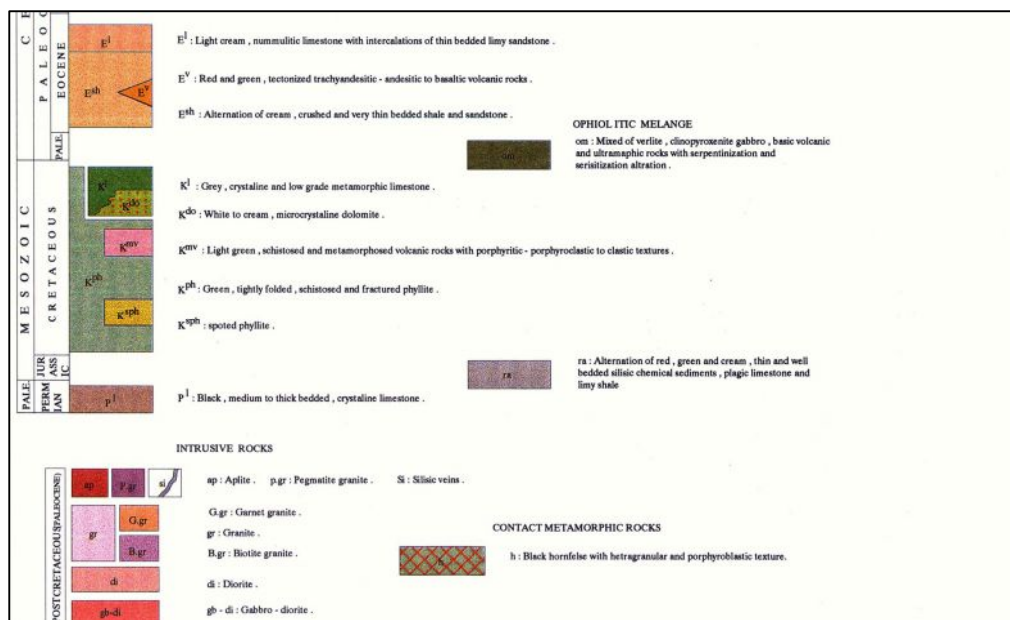 C E
P A L E O C
EOCENE
PALE.
E^l
E^l : Light cream , nummulitic limestone with intercalations of thin bedded limy sandstone .
E^v
E^v : Red and green , tectonized trachyandesitic - andesitic to basaltic volcanic rocks .
E^sh
E^sh : Alternation of cream , crushed and very thin bedded shale and sandstone .
OPHIOLITIC MELANGE
om
om : Mixed of verlite , clinopyroxenite gabbro , basic volcanic
and ultramaphic rocks with serpentinization and
serisitization altration .
MESOZOIC
CRETACEOUS
K^l
K^l : Grey , crystaline and low grade metamorphic limestone .
K^do
K^do : White to cream , microcrystaline dolomite .
K^mv
K^mv : Light green , schistosed and metamorphosed volcanic rocks with porphyritic - porphyroclastic to clastic textures .
K^ph
K^ph : Green , tightly folded , schistosed and fractured phyllite .
K^sph
K^sph : spoted phyllite .
JUR
ASS
IC
ra
ra : Alternation of red , green and cream , thin and well
bedded silisic chemical sediments , plagic limestone and
limy shale
PALE.
PERM
IAN
P^l
P^l : Black , medium to thick bedded , crystaline limestone .
INTRUSIVE ROCKS
POSTCRETACEOUS(PALEOCENE)
ap
P.gr
si
ap : Aplite . p.gr : Pegmatite granite . Si : Silisic veins .
gr
G.gr
B.gr
G.gr : Garnet granite .
gr : Granite .
B.gr : Biotite granite .
CONTACT METAMORPHIC ROCKS
h
h : Black hornfelse with hetragranular and porphyroblastic texture.
di
di : Diorite .
gb-di
gb - di : Gabbro - diorite .